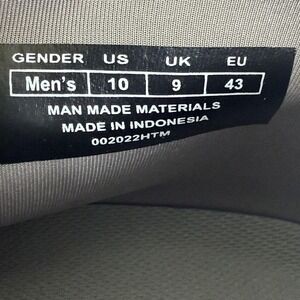 GENDER US UK EU
Men's 10 9 43
MAN MADE MATERIALS
MADE IN INDONESIA
002022HTM